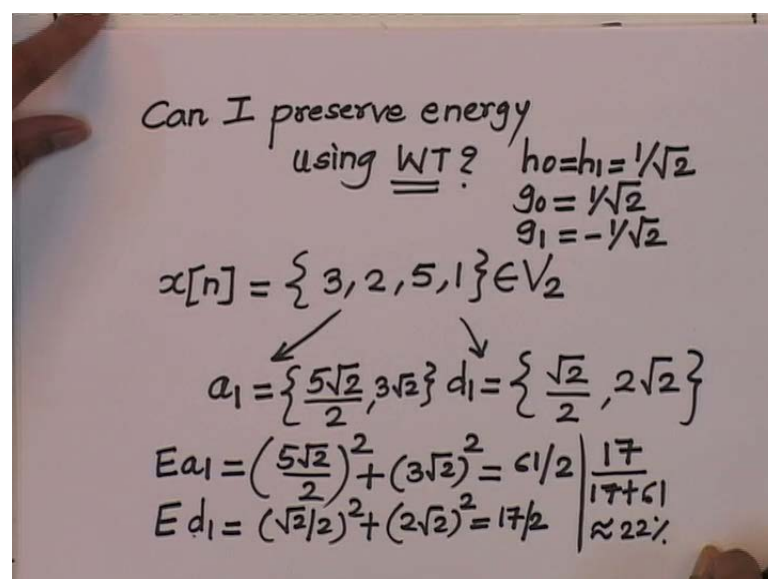 Can I preserve energy
using WT? h0=h1=1/√2
g0=1/√2
g1=-1/√2
x[n]={3,2,5,1}∈V2
a1={5√2/2,3√2} d1={√2/2,2√2}
Ea1=(5√2/2)²+(3√2)²=61/2 | 17/(17+61)
Ed1=(√2/2)²+(2√2)²=17/2 | ≈22%